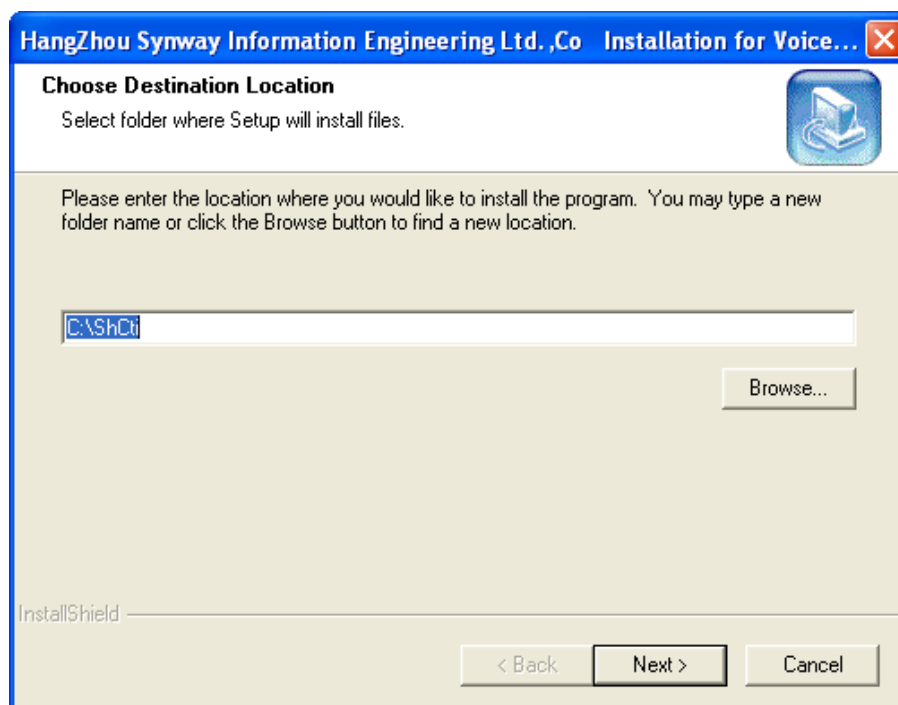 HangZhou Synway Information Engineering Ltd.,Co Installation for Voice...
Choose Destination Location
Select folder where Setup will install files.
Please enter the location where you would like to install the program. You may type a new
folder name or click the Browse button to find a new location.
C:\ShCti
Browse...
InstallShield
< Back
Next >
Cancel